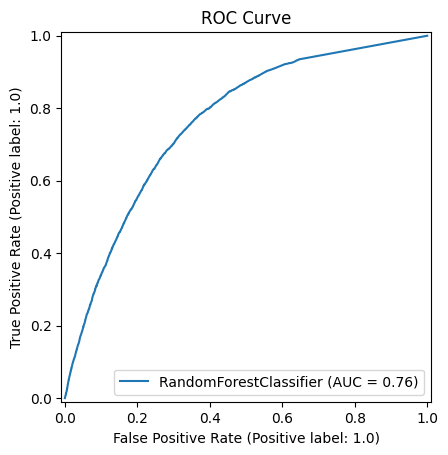 ROC Curve
1.0
0.8
0.6
0.4
0.2
0.0
True Positive Rate (Positive label: 1.0)
RandomForestClassifier (AUC = 0.76)
0.0 0.2 0.4 0.6 0.8 1.0
False Positive Rate (Positive label: 1.0)